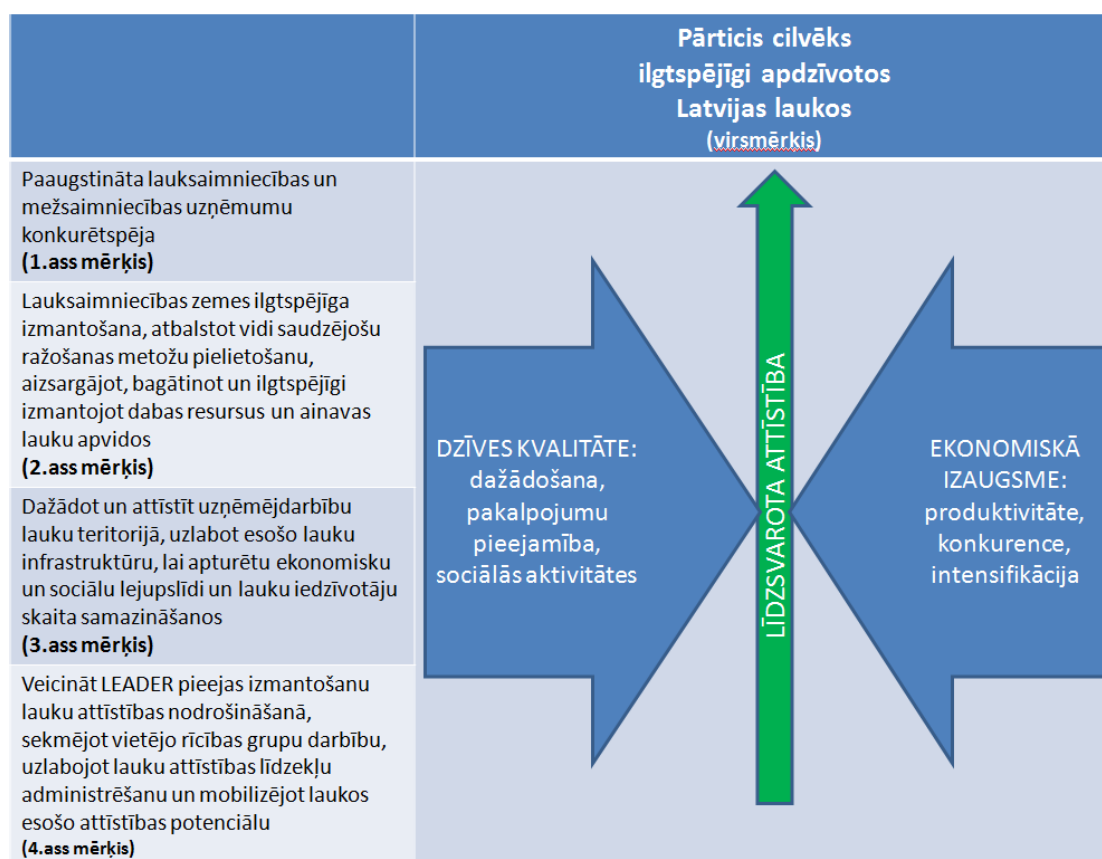 Pārticis cilvēks
ilgtspējīgi apdzīvotos
Latvijas laukos
(virsmērķis)
Paaugstināta lauksaimniecības un
mežsaimniecības uzņēmumu
konkurētspēja
(1.ass mērķis)
Lauksaimniecības zemes ilgtspējīga
izmantošana, atbalstot vidi saudzējošu
ražošanas metožu pielietošanu,
aizsargājot, bagātinot un ilgtspējīgi
izmantojot dabas resursus un ainavas
lauku apvidos
(2.ass mērķis)
Dažādot un attīstīt uzņēmējdarbību
lauku teritorijā, uzlabot esošo lauku
infrastruktūru, lai apturētu ekonomisku
un sociālu lejupslīdi un lauku iedzīvotāju
skaita samazināšanos
(3.ass mērķis)
Veicināt LEADER pieejas izmantošanu
lauku attīstības nodrošināšanā,
sekmējot vietējo rīcības grupu darbību,
uzlabojot lauku attīstības līdzekļu
administrēšanu un mobilizējot laukos
esošo attīstības potenciālu
(4.ass mērķis)
DZĪVES KVALITĀTE:
dažādošana,
pakalpojumu
pieejamība,
sociālās aktivitātes
LĪDZSVAROTA ATTĪSTĪBA
EKONOMISKĀ
IZAUGSME:
produktivitāte,
konkurence,
intensifikācija